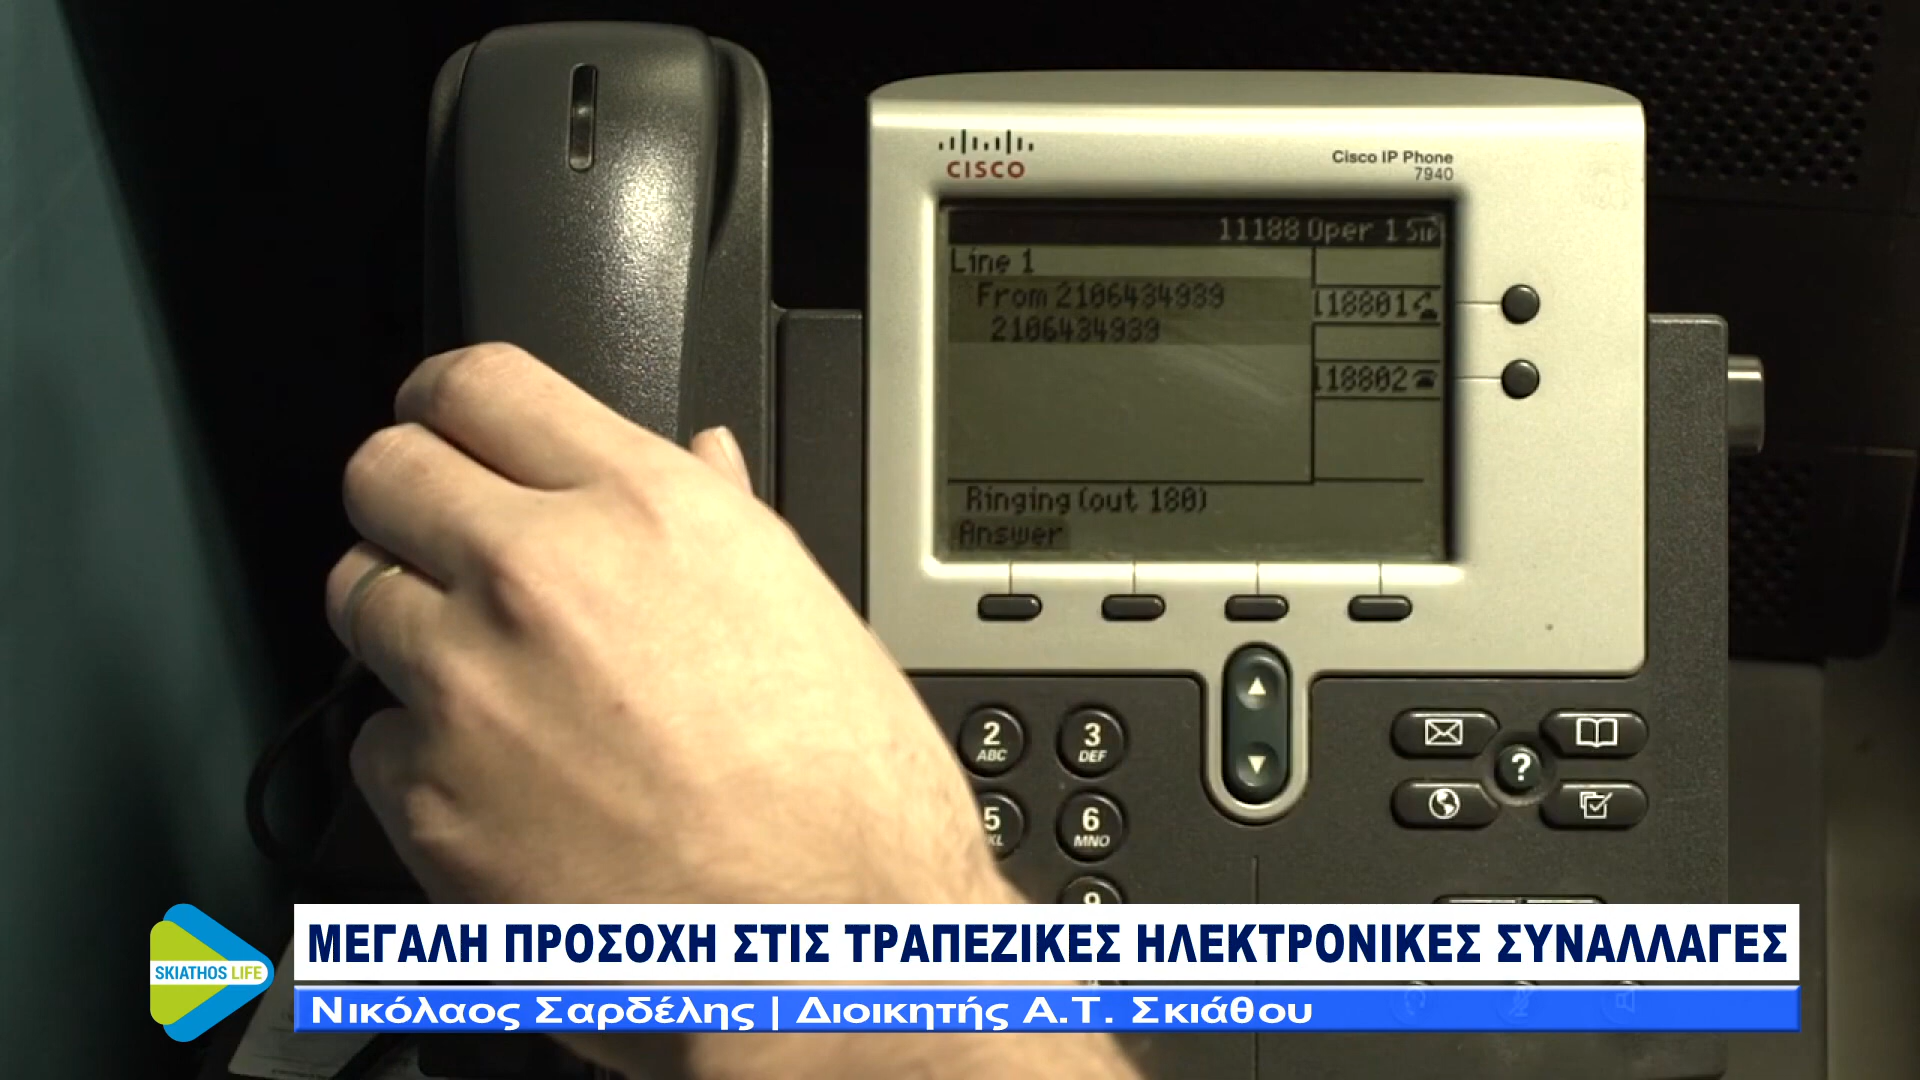 CISCO
Cisco IP Phone
7940
11188 Oper 1 SIP
Line 1
From 2106434939
2106434939
118801
118802
Ringing (out 180)
Answer
2
ABC
3
DEF
5
6
MNO
?
9
ΜΕΓΑΛΗ ΠΡΟΣΟΧΗ ΣΤΙΣ ΤΡΑΠΕΖΙΚΕΣ ΗΛΕΚΤΡΟΝΙΚΕΣ ΣΥΝΑΛΛΑΓΕΣ
SKIATHOS LIFE
Νικόλαος Σαρδέλης | Διοικητής Α.Τ. Σκιάθου